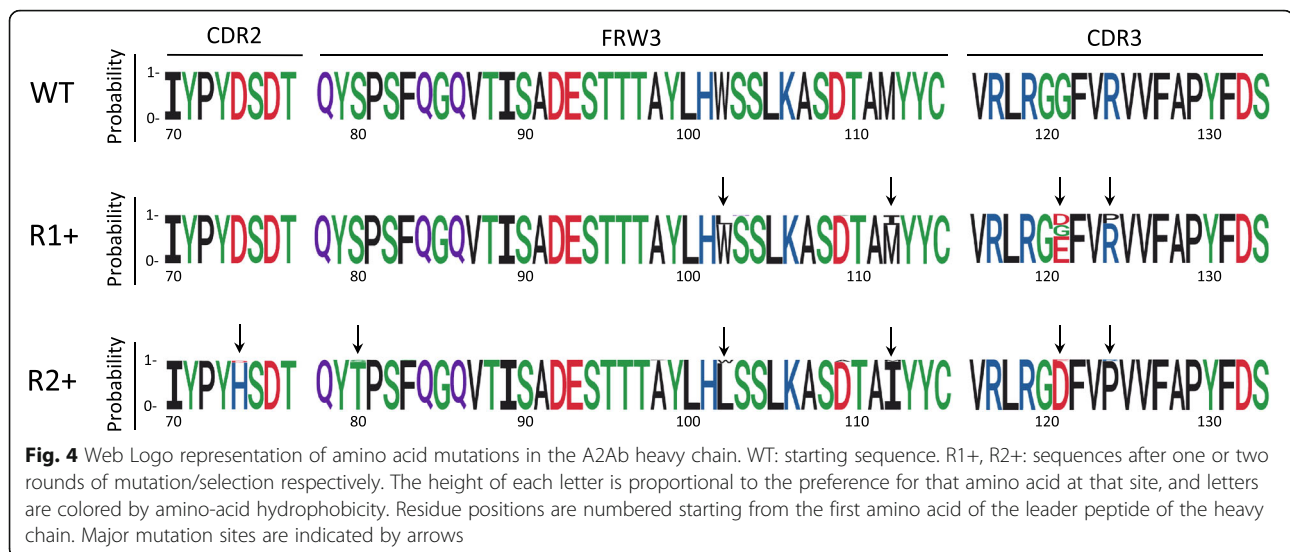 CDR2 FRW3 CDR3
WT Probability 1- 0- IYPYDSDT QYSPSFQGQVTISADESTTTAYLHWSSLKASDTAMYYC VRLRGGFVRVVFAPYFDS
70 80 90 100 110 120 130
I D P
G
R1+ Probability 1- 0- IYPYDSDT QYSPSFQGQVTISADESTTTAYLHWSSLKASDTAMYYC VRLRGEFVRVVFAPYFDS
70 80 90 100 110 120 130
R2+ Probability 1- 0- IYPYHSDT QYTPSFQGQVTISADESTTTAYLHLSSLKASDTAIYYC VRLRGDFVPVVFAPYFDS
70 80 90 100 110 120 130
Fig. 4 Web Logo representation of amino acid mutations in the A2Ab heavy chain. WT: starting sequence. R1+, R2+: sequences after one or two
rounds of mutation/selection respectively. The height of each letter is proportional to the preference for that amino acid at that site, and letters
are colored by amino-acid hydrophobicity. Residue positions are numbered starting from the first amino acid of the leader peptide of the heavy
chain. Major mutation sites are indicated by arrows